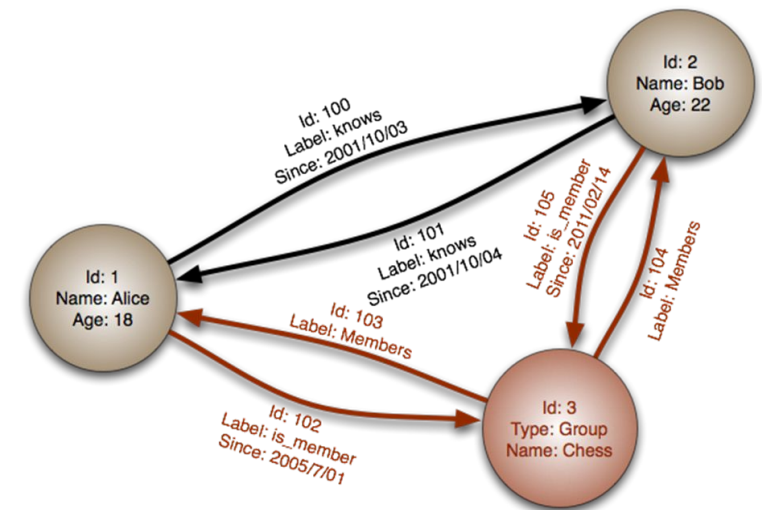 Id: 2
Name: Bob
Age: 22
Id: 100
Label: knows
Since: 2001/10/03
Id: 101
Label: knows
Since: 2001/10/04
Id: 105
Label: is_member
Since: 2011/02/14
Id: 104
Label: Members
Id: 1
Name: Alice
Age: 18
Id: 103
Label: Members
Id: 102
Label: is_member
Since: 2005/7/01
Id: 3
Type: Group
Name: Chess